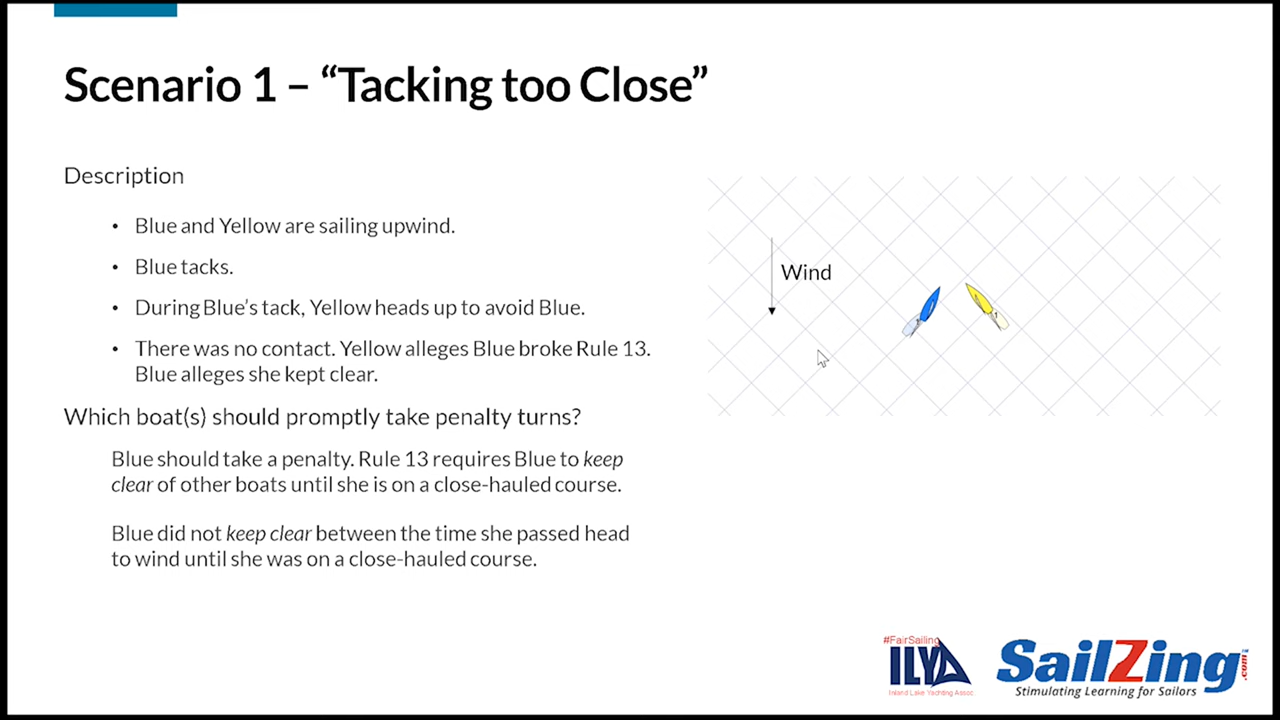 Scenario 1 – “Tacking too Close”
Description
• Blue and Yellow are sailing upwind.
• Blue tacks.
• During Blue’s tack, Yellow heads up to avoid Blue.
• There was no contact. Yellow alleges Blue broke Rule 13.
Blue alleges she kept clear.
Which boat(s) should promptly take penalty turns?
Blue should take a penalty. Rule 13 requires Blue to keep
clear of other boats until she is on a close-hauled course.
Blue did not keep clear between the time she passed head
to wind until she was on a close-hauled course.
Wind
#FairSailing
ILYA
Inland Lake Yachting Assoc.
SailZing
.com
Stimulating Learning for Sailors